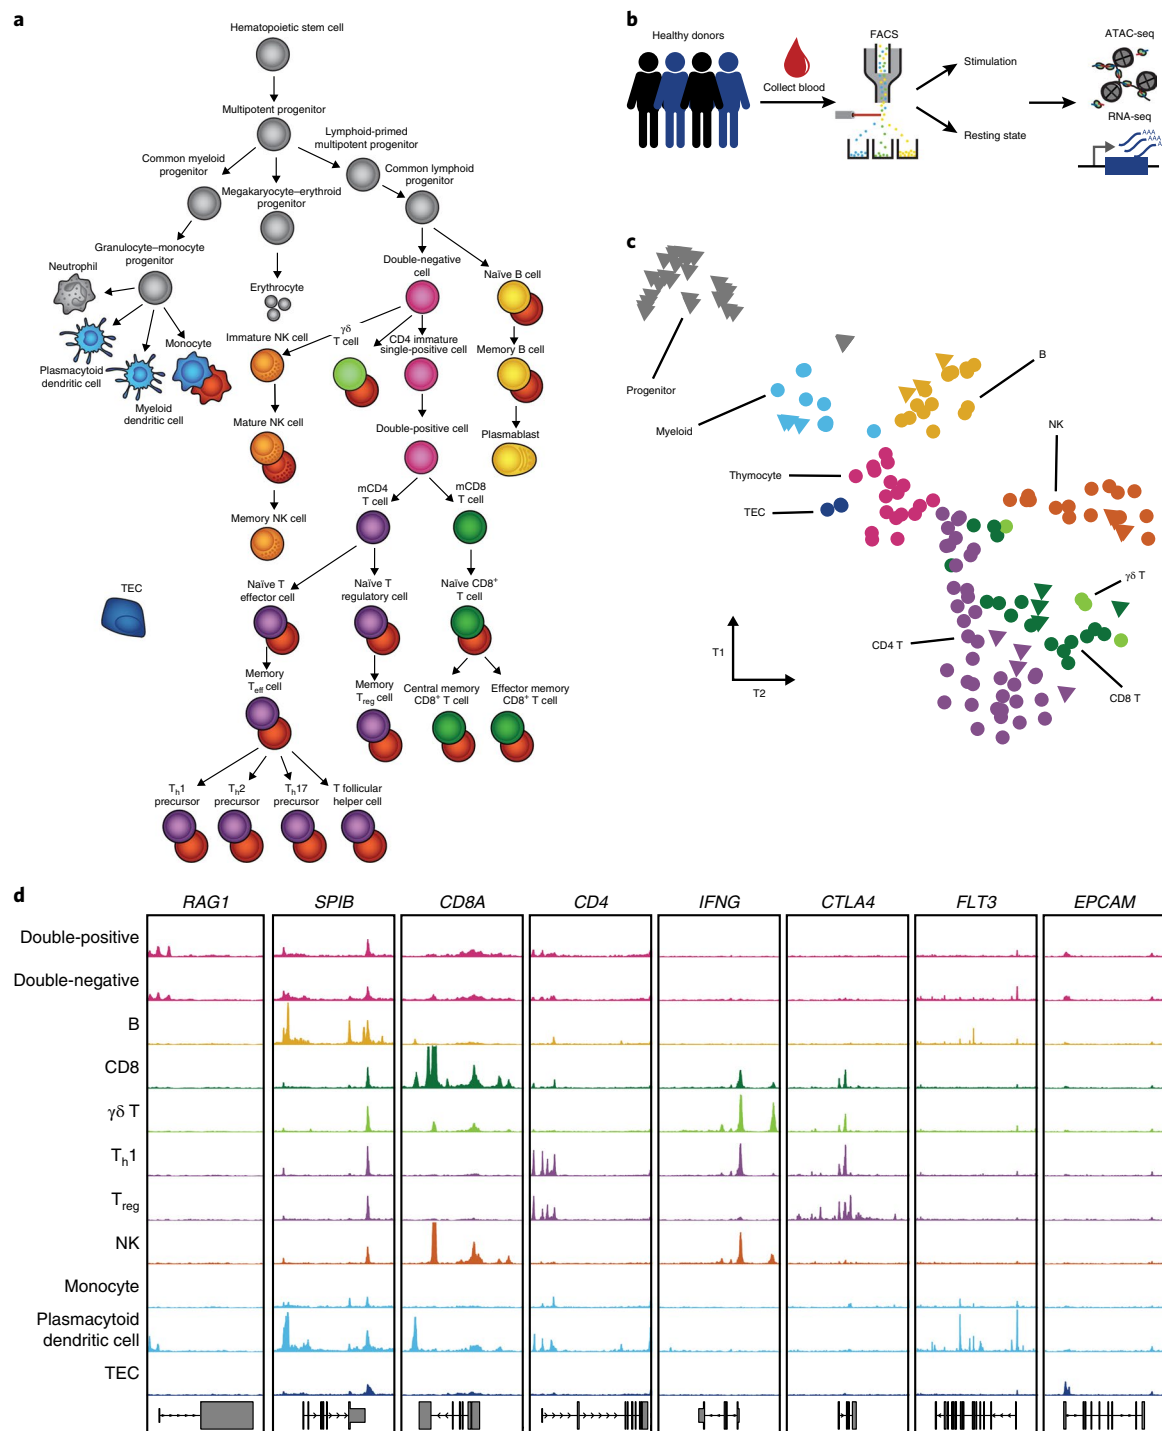 a
Hematopoietic stem cell
Multipotent progenitor
Lymphoid-primed
multipotent progenitor
Common myeloid
progenitor
Common lymphoid
progenitor
Megakaryocyte–erythroid
progenitor
Granulocyte–monocyte
progenitor
Neutrophil
Double-negative
cell
Naïve B cell
Erythrocyte
Immature NK cell
γδ
T cell
CD4 immature
single-positive cell
Monocyte
Memory B cell
Plasmacytoid
dendritic cell
Myeloid
dendritic cell
Mature NK cell
Double-positive cell
Plasmablast
mCD4
T cell
mCD8
T cell
Memory NK cell
TEC
Naïve T
effector cell
Naïve T
regulatory cell
Naïve CD8+
T cell
Memory
Teff cell
Memory
Treg cell
Central memory
CD8+ T cell
Effector memory
CD8+ T cell
Th1
precursor
Th2
precursor
Th17
precursor
T follicular
helper cell
b
Healthy donors
Collect blood
FACS
Stimulation
Resting state
ATAC-seq
RNA-seq
AAA
AAA
A
c
Progenitor
Myeloid
B
NK
Thymocyte
TEC
γδ T
CD4 T
CD8 T
T1
T2
d
RAG1 SPIB CD8A CD4 IFNG CTLA4 FLT3 EPCAM
Double-positive
Double-negative
B
CD8
γδ T
Th1
Treg
NK
Monocyte
Plasmacytoid
dendritic cell
TEC